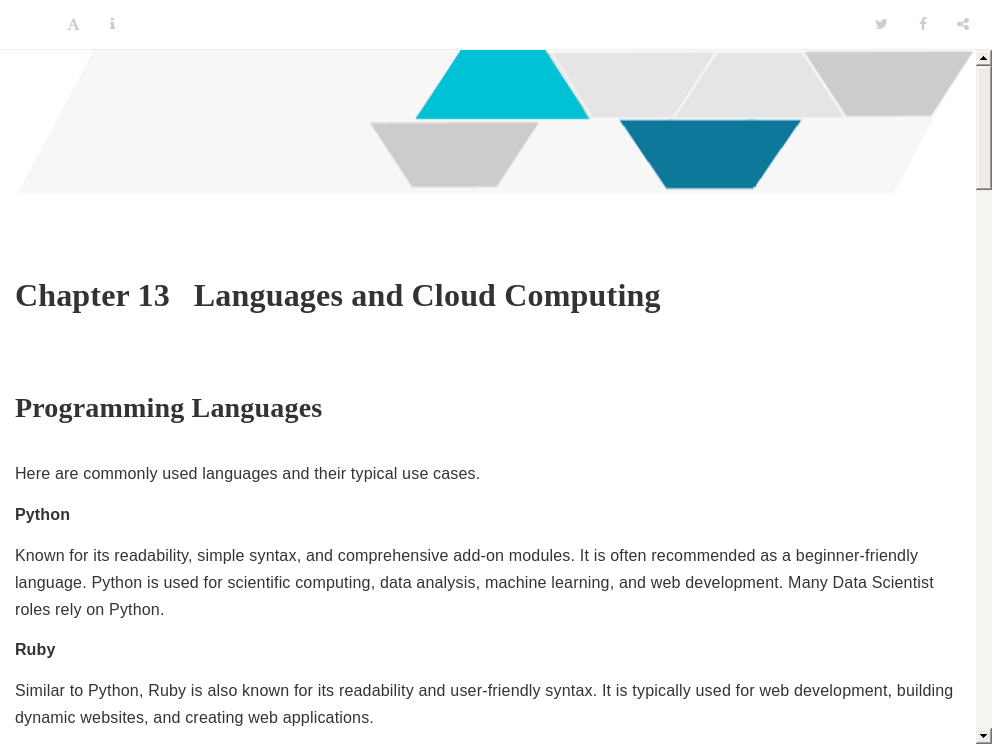 Chapter 13 Languages and Cloud Computing
Programming Languages
Here are commonly used languages and their typical use cases.
Python
Known for its readability, simple syntax, and comprehensive add-on modules. It is often recommended as a beginner-friendly
language. Python is used for scientific computing, data analysis, machine learning, and web development. Many Data Scientist
roles rely on Python.
Ruby
Similar to Python, Ruby is also known for its readability and user-friendly syntax. It is typically used for web development, building
dynamic websites, and creating web applications.